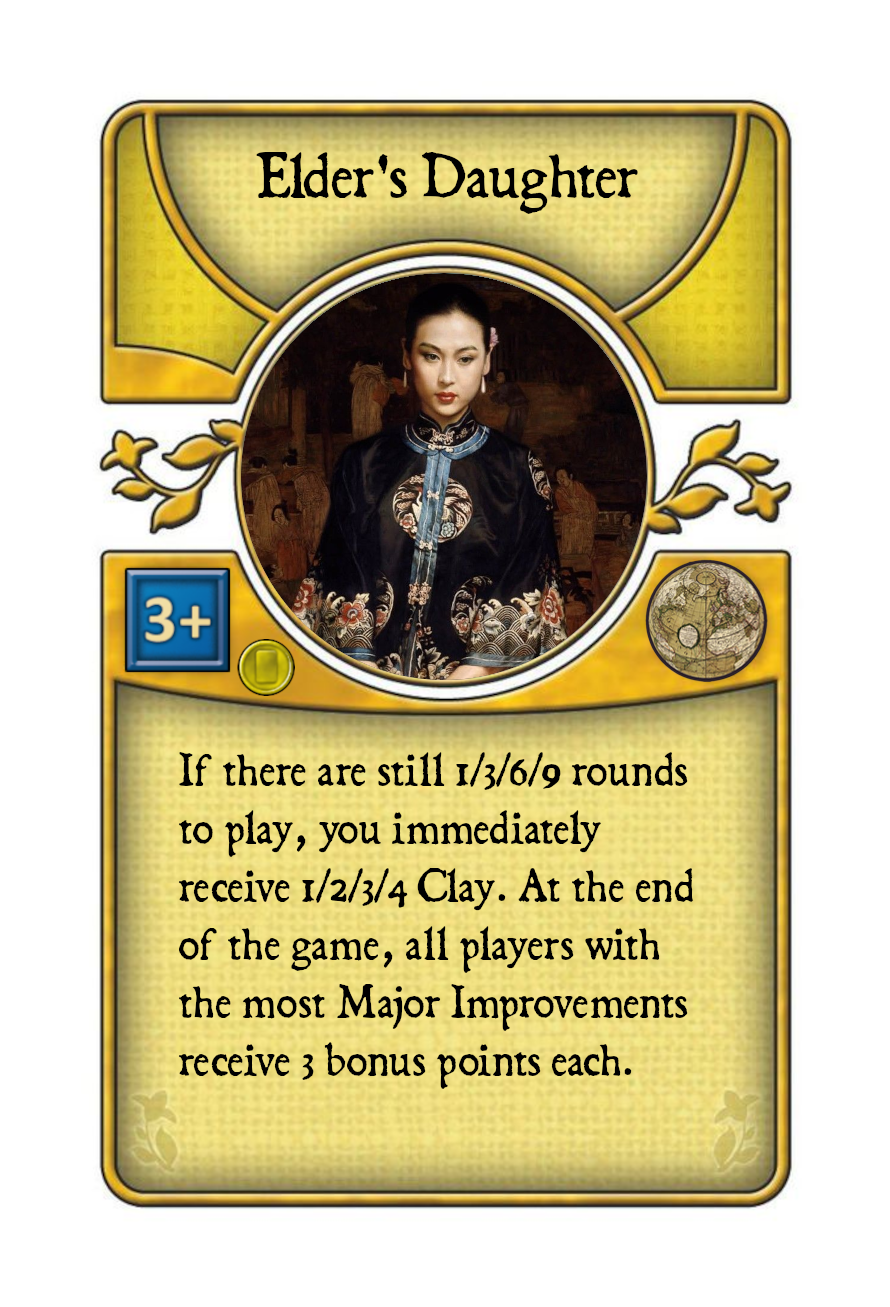 Elder's Daughter
3+
If there are still 1/3/6/9 rounds
to play, you immediately
receive 1/2/3/4 Clay. At the end
of the game, all players with
the most Major Improvements
receive 3 bonus points each.